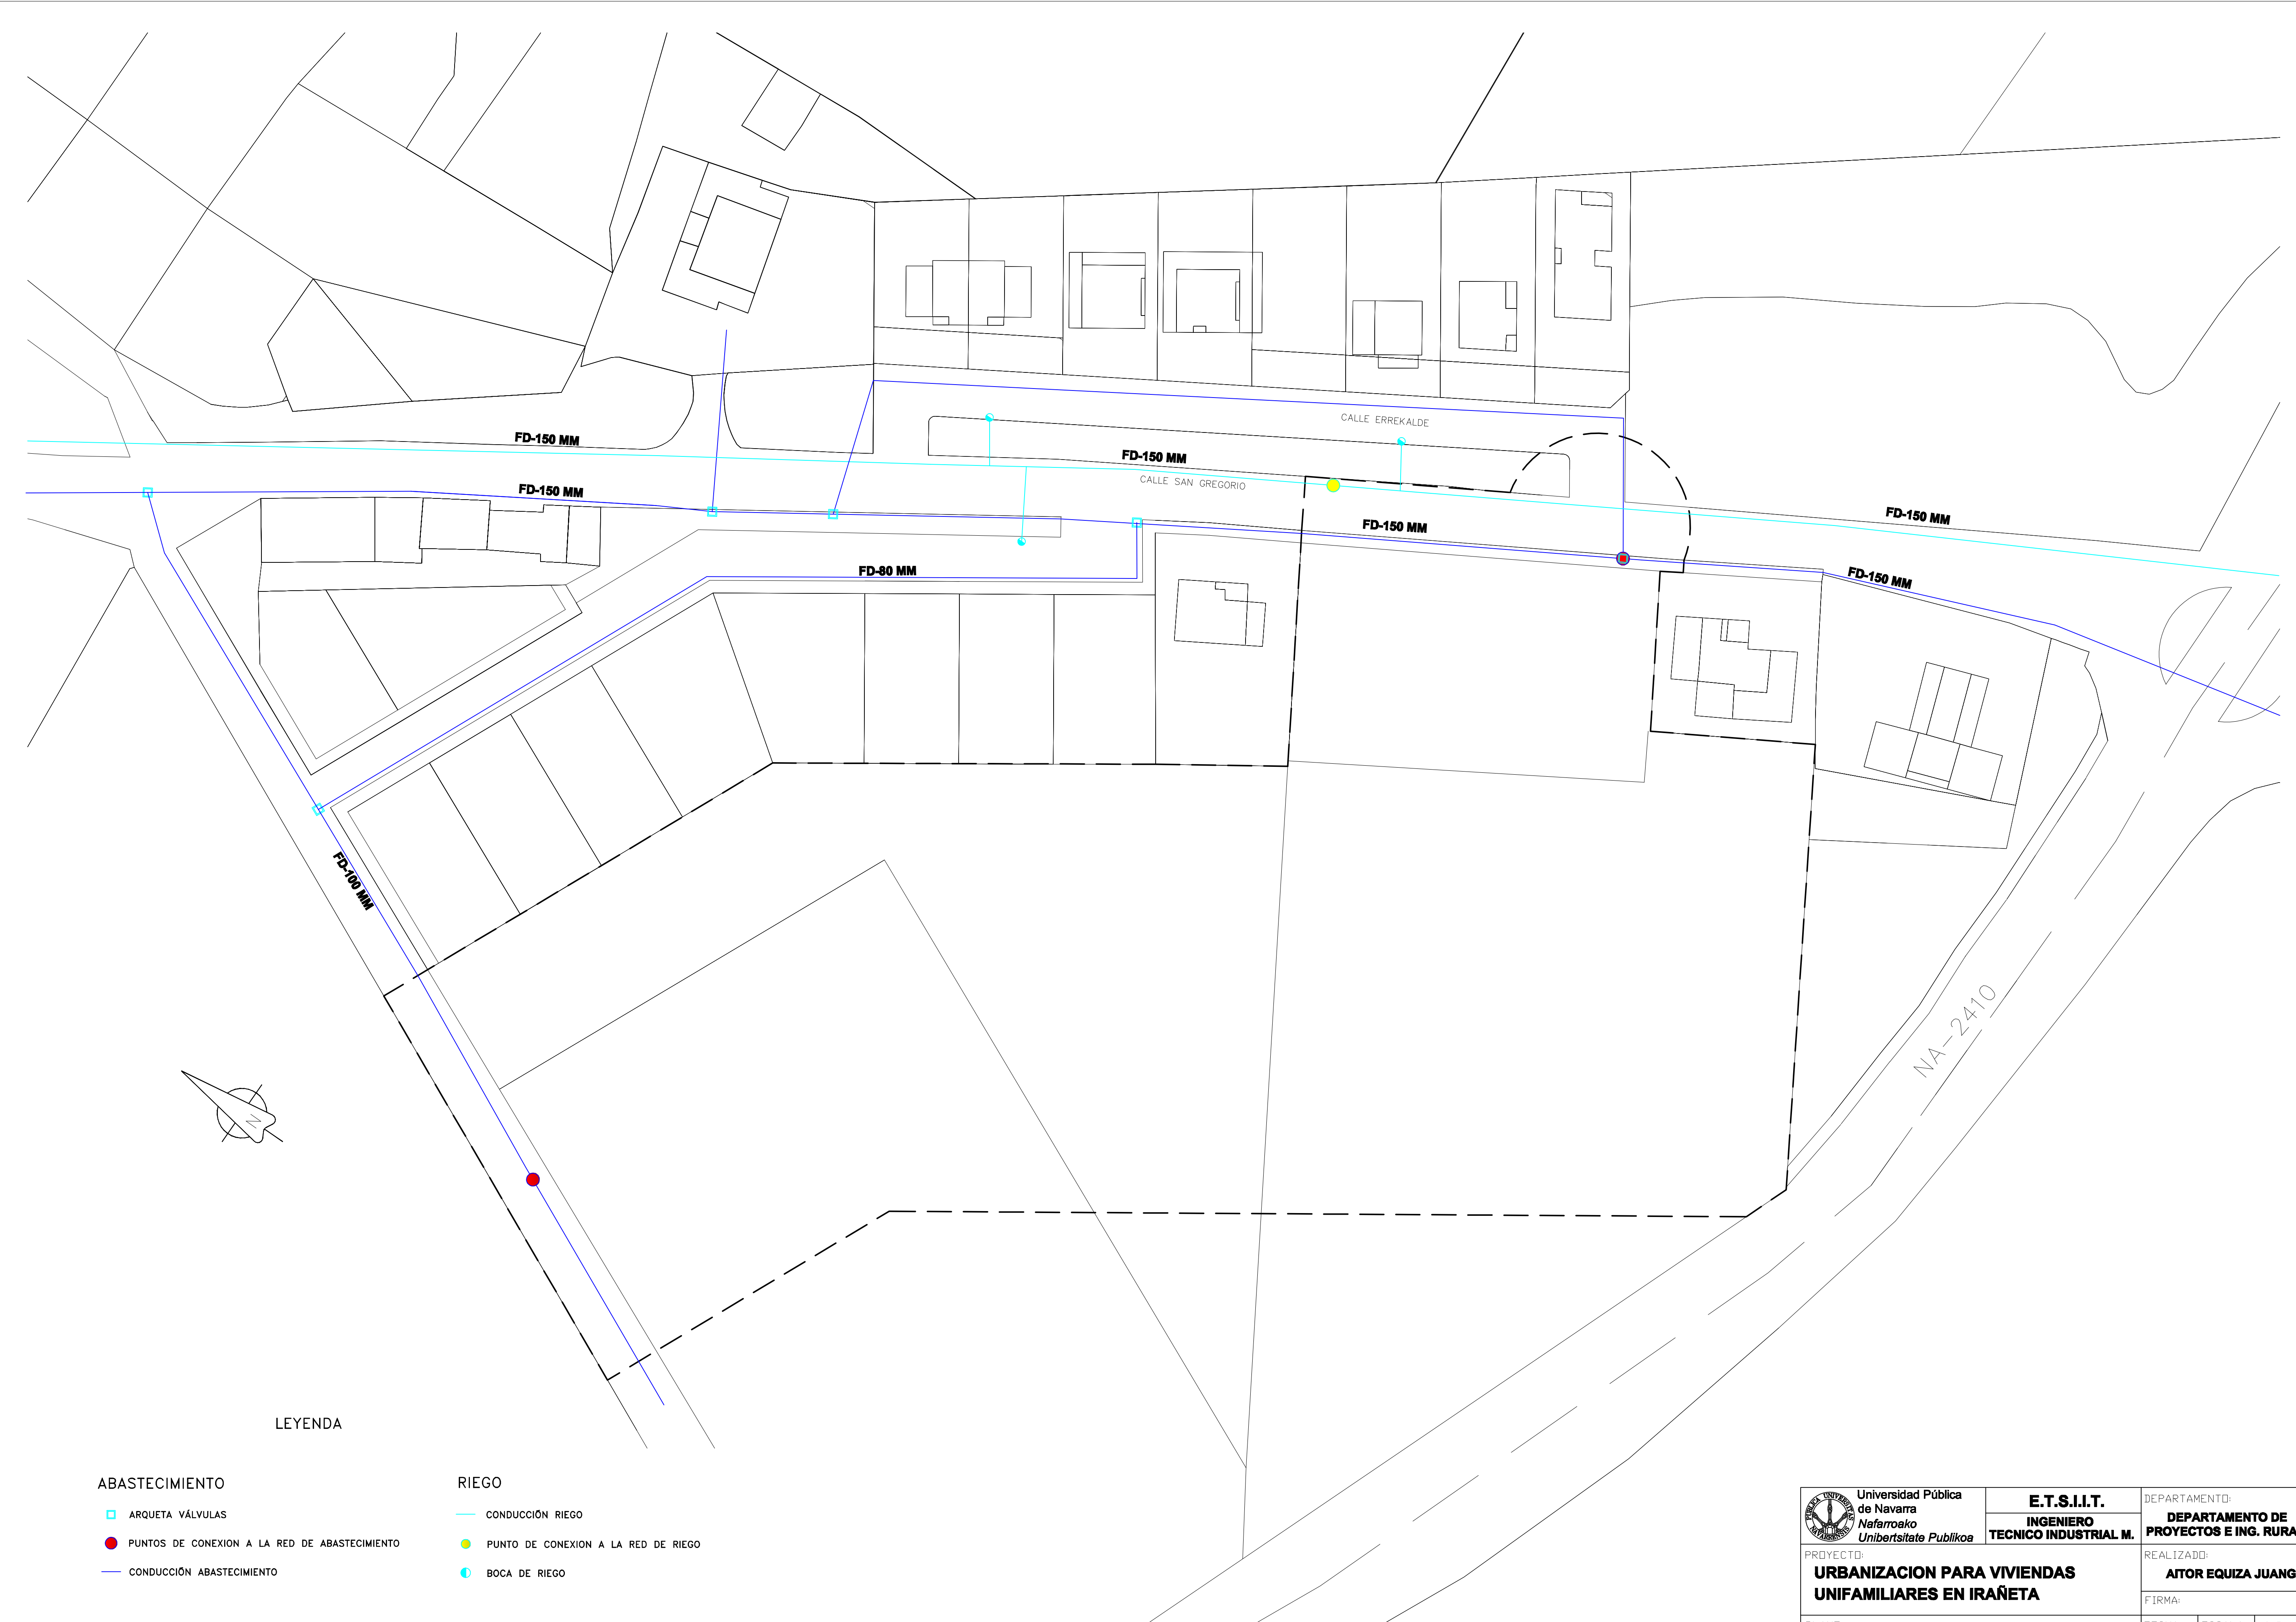 CALLE ERREKALDE
FD-150 MM
FD-150 MM
CALLE SAN GREGORIO
FD-150 MM
FD-150 MM
FD-150 MM
FD-80 MM
FD-150 MM
FD-100 MM
NA-2410
N
LEYENDA
ABASTECIMIENTO
ARQUETA VÁLVULAS
PUNTOS DE CONEXION A LA RED DE ABASTECIMIENTO
CONDUCCIÓN ABASTECIMIENTO
RIEGO
CONDUCCIÓN RIEGO
PUNTO DE CONEXION A LA RED DE RIEGO
BOCA DE RIEGO
Universidad Pública
de Navarra
Nafarroako
Unibertsitate Publikoa
E.T.S.I.I.T.
INGENIERO
TECNICO INDUSTRIAL M.
DEPARTAMENTO:
DEPARTAMENTO DE
PROYECTOS E ING. RURA
PROYECTO:
URBANIZACION PARA VIVIENDAS
UNIFAMILIARES EN IRAÑETA
REALIZADO:
AITOR EQUIZA JUANG
FIRMA: